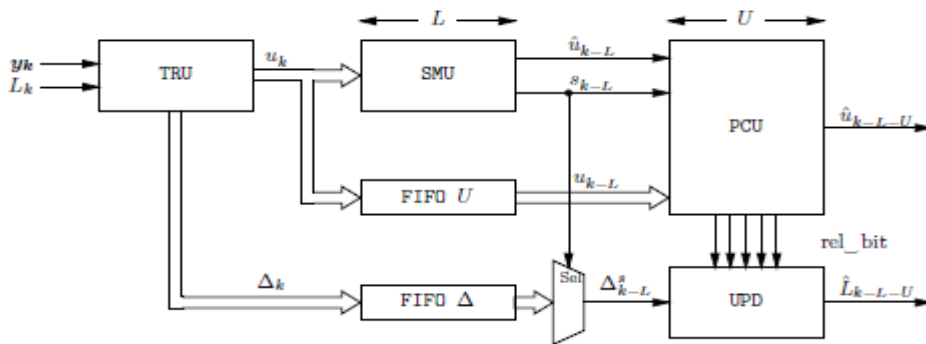 L
U
y_k
L_k
TRU
u_k
SMU
û_{k−L}
s_{k−L}
PCU
û_{k−L−U}
FIFO U
u_{k−L}
rel_bit
Δ_k
FIFO Δ
Sel
Δ^s_{k−L}
UPD
L̂_{k−L−U}